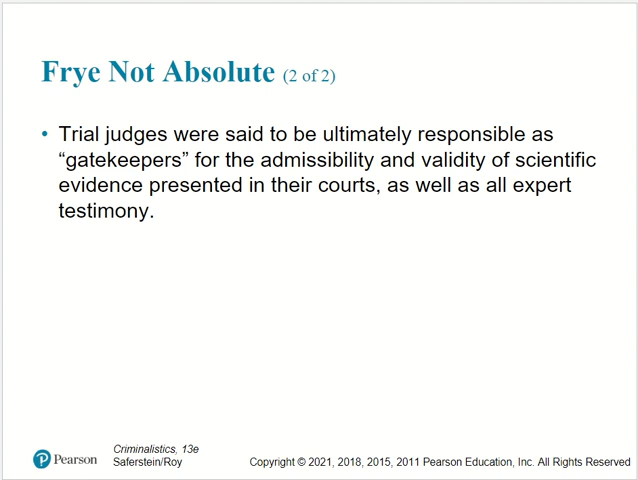 Frye Not Absolute (2 of 2)
• Trial judges were said to be ultimately responsible as
“gatekeepers” for the admissibility and validity of scientific
evidence presented in their courts, as well as all expert
testimony.
Pearson
Criminalistics, 13e
Saferstein/Roy
Copyright © 2021, 2018, 2015, 2011 Pearson Education, Inc. All Rights Reserved